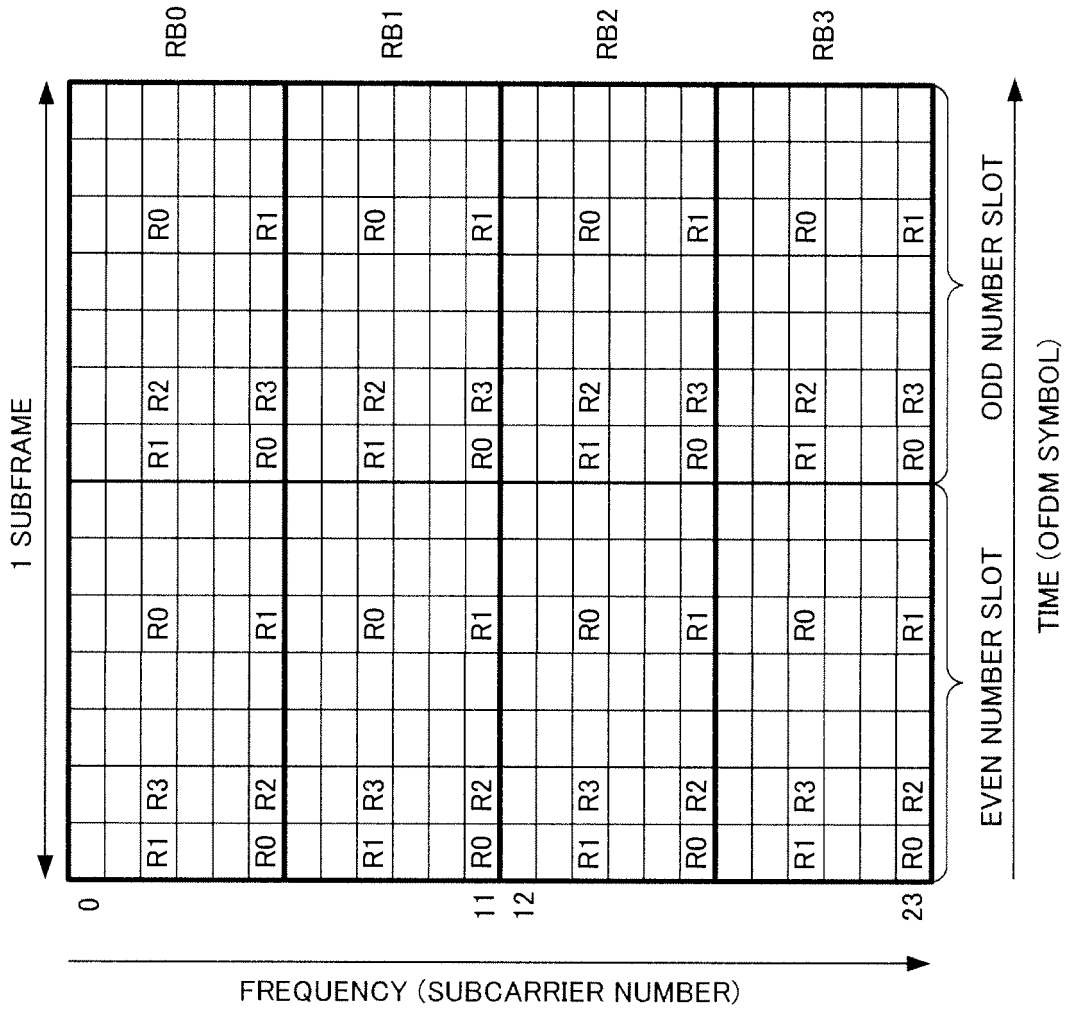 1 SUBFRAME
0
R1 R3 R0 R1 R2 R0 RB0
R0 R2 R1 R0 R3 R1
R1 R3 R0 R1 R2 R0 RB1
11 R0 R2 R1 R0 R3 R1
12
R1 R3 R0 R1 R2 R0 RB2
R0 R2 R1 R0 R3 R1
R1 R3 R0 R1 R2 R0 RB3
23 R0 R2 R1 R0 R3 R1
EVEN NUMBER SLOT ODD NUMBER SLOT
TIME (OFDM SYMBOL)
FREQUENCY (SUBCARRIER NUMBER)